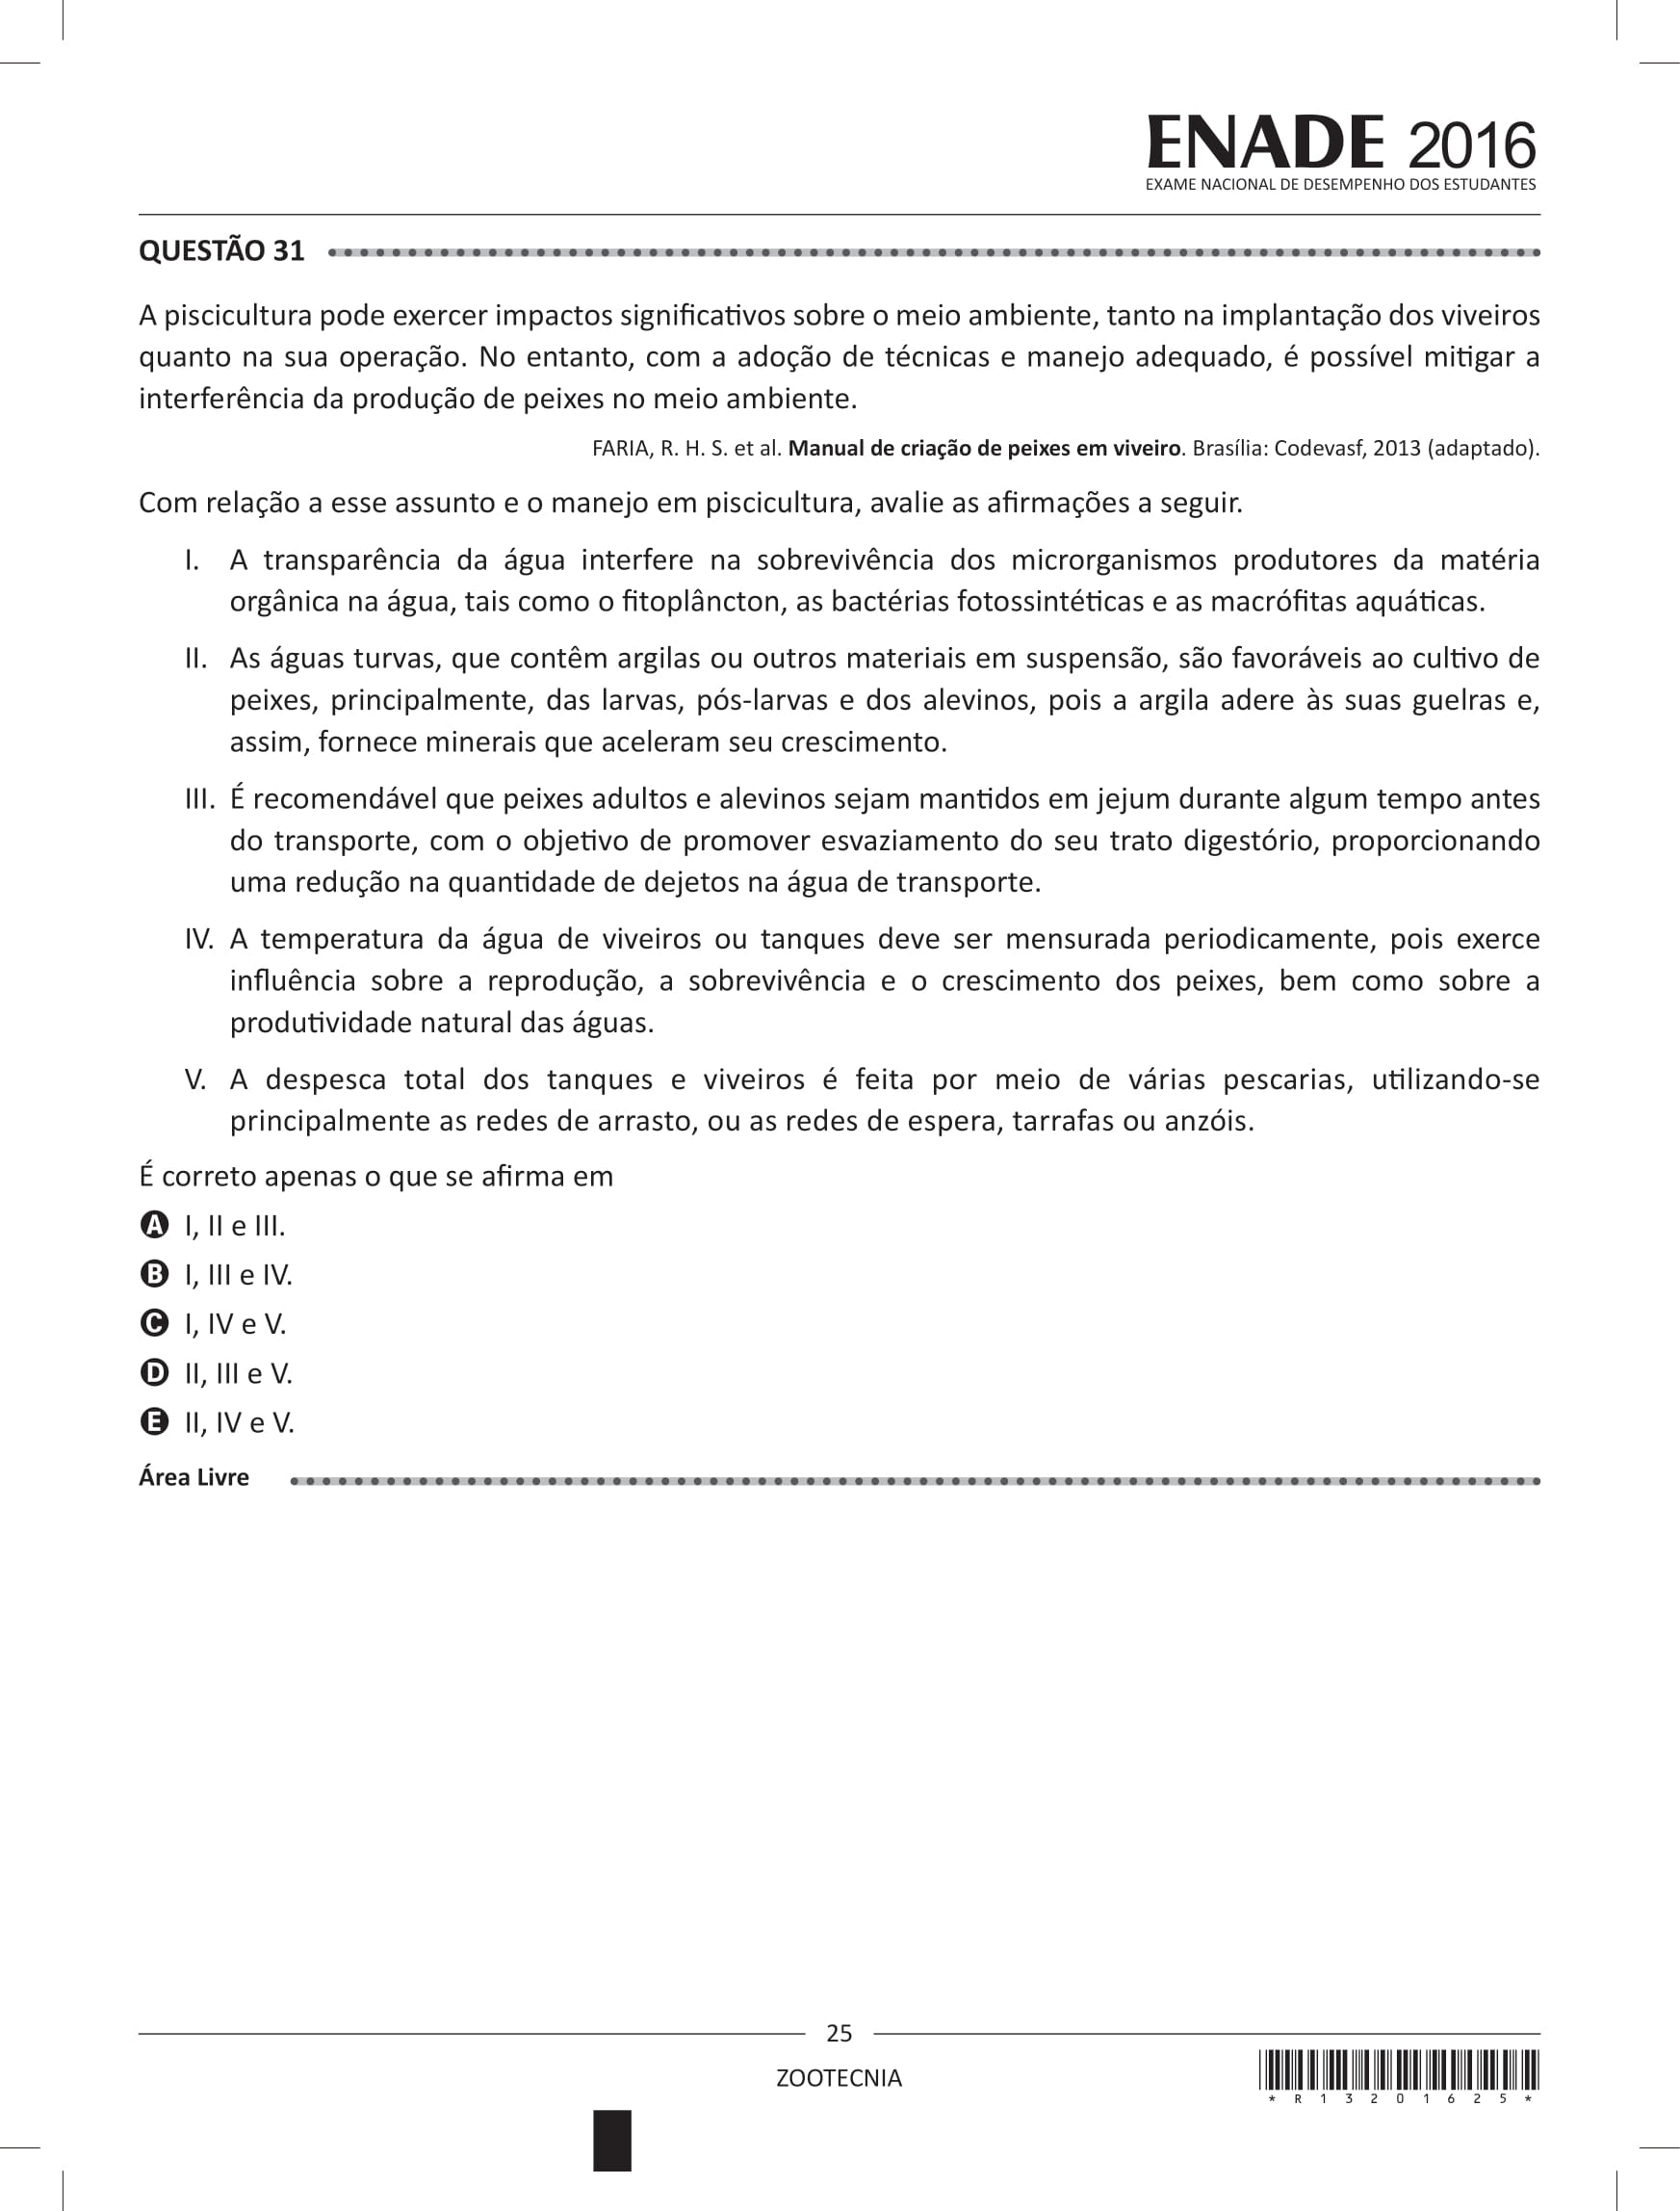 ENADE 2016
EXAME NACIONAL DE DESEMPENHO DOS ESTUDANTES
QUESTÃO 31
A piscicultura pode exercer impactos significativos sobre o meio ambiente, tanto na implantação dos viveiros
quanto na sua operação. No entanto, com a adoção de técnicas e manejo adequado, é possível mitigar a
interferência da produção de peixes no meio ambiente.
FARIA, R. H. S. et al. Manual de criação de peixes em viveiro. Brasília: Codevasf, 2013 (adaptado).
Com relação a esse assunto e o manejo em piscicultura, avalie as afirmações a seguir.
I. A transparência da água interfere na sobrevivência dos microrganismos produtores da matéria
orgânica na água, tais como o fitoplâncton, as bactérias fotossintéticas e as macrófitas aquáticas.
II. As águas turvas, que contêm argilas ou outros materiais em suspensão, são favoráveis ao cultivo de
peixes, principalmente, das larvas, pós-larvas e dos alevinos, pois a argila adere às suas guelras e,
assim, fornece minerais que aceleram seu crescimento.
III. É recomendável que peixes adultos e alevinos sejam mantidos em jejum durante algum tempo antes
do transporte, com o objetivo de promover esvaziamento do seu trato digestório, proporcionando
uma redução na quantidade de dejetos na água de transporte.
IV. A temperatura da água de viveiros ou tanques deve ser mensurada periodicamente, pois exerce
influência sobre a reprodução, a sobrevivência e o crescimento dos peixes, bem como sobre a
produtividade natural das águas.
V. A despesca total dos tanques e viveiros é feita por meio de várias pescarias, utilizando-se
principalmente as redes de arrasto, ou as redes de espera, tarrafas ou anzóis.
É correto apenas o que se afirma em
A I, II e III.
B I, III e IV.
C I, IV e V.
D II, III e V.
E II, IV e V.
Área Livre
25
ZOOTECNIA
* R 1 3 2 0 1 6 2 5 *